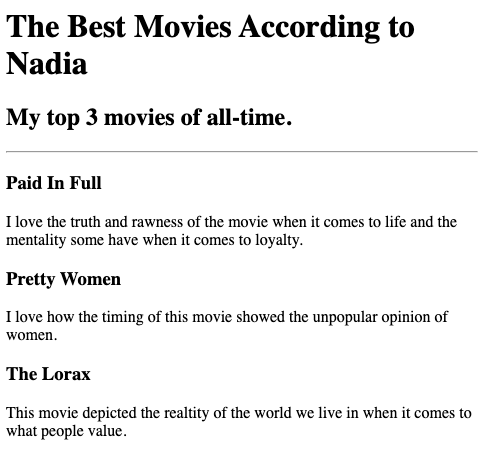 The Best Movies According to
Nadia
My top 3 movies of all-time.
Paid In Full
I love the truth and rawness of the movie when it comes to life and the
mentality some have when it comes to loyalty.
Pretty Women
I love how the timing of this movie showed the unpopular opinion of
women.
The Lorax
This movie depicted the realtity of the world we live in when it comes to
what people value.